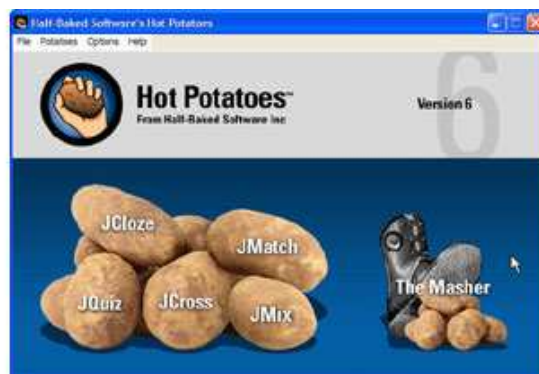 Half-Baked Software's Hot Potatoes
File Potatoes Options Help
Hot Potatoes™
From Half-Baked Software Inc
Version 6
6
JCloze
JMatch
JQuiz
JCross
JMix
The Masher